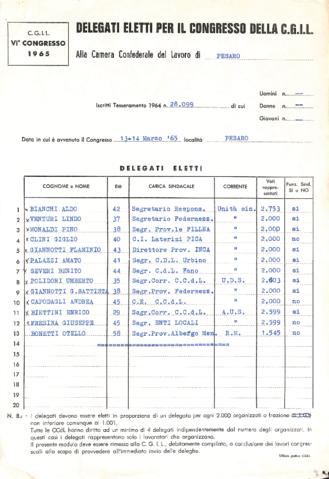 C.G.I.L.
VI° CONGRESSO
1965
DELEGATI ELETTI PER IL CONGRESSO DELLA C.G.I.L.
Alla Camera Confederale del Lavoro di PESARO
Uomini n. --
Iscritti Tesseramento 1964 n. 28.099 di cui Donne n. --
Giovani n. --
Data in cui è avvenuto il Congresso 13-14 Marzo '65 località PESARO
DELEGATI ELETTI
COGNOME e NOME Età CARICA SINDACALE CORRENTE Voti rappre- sentati Funz. Sind. SI o NO
1 BIANCHI ALDO 42 Segretario Respons. Unità sin. 2.753 si
2 VENTURI LINDO 37 Segretario Federmezz. " 2.000 si
3 MONALDI PINO 38 Segr. Prov.le FILLEA " 2.000 si
4 CLINI GIGLIO 40 C.I. Laterizi PICA " 2.000 no
5 GIANNOTTI FLAMINIO 43 Direttore Prov. INCA " 2.000 si
6 PALAZZI AMATO 41 Segr. C.D.L. Urbino " 2.000 si
7 SEVERI BENITO 44 Segr. C.d.L. Fano " 2.000 si
8 POLIDORI UMBERTO 35 Segr.Corr. C.C.d.L. U.D.S. 2.603 si
9 GIANNOTTI G.BATTISTA 38 Segr.Prov. Federmezz. " 2.000 si
10 CAPODAGLI ANDREA 45 C.E. C.C.d.L. " 2.000 no
11 BIETTINI ENRICO 29 Segr.Corr. C.C.d.L. A.U.S. 2.599 si
12 45 Segr. ENTI LOCALI " 2.599 no
13 BONETTI OTELLO 58 Segr.Prov.Albergo Men. R.N. 1.545 no
14
15
16
17
18
19
20
N. B. - I delegati devono essere eletti in proporzione di un delegato per ogni 2.000 organizzati o frazione
non inferiore comunque ai 1.001.
Tutte le CCdL hanno diritto ad un minimo di 4 delegati indipendentemente dal numero degli organizzati. In
questi casi i delegati rappresentano solo i lavoratori che organizzano.
Il presente modulo deve essere rimesso alla C.G.I.L., debitamente compilato, a conclusione dei lavori congres-
suali allo scopo di provvedere all'immediato invio delle deleghe.